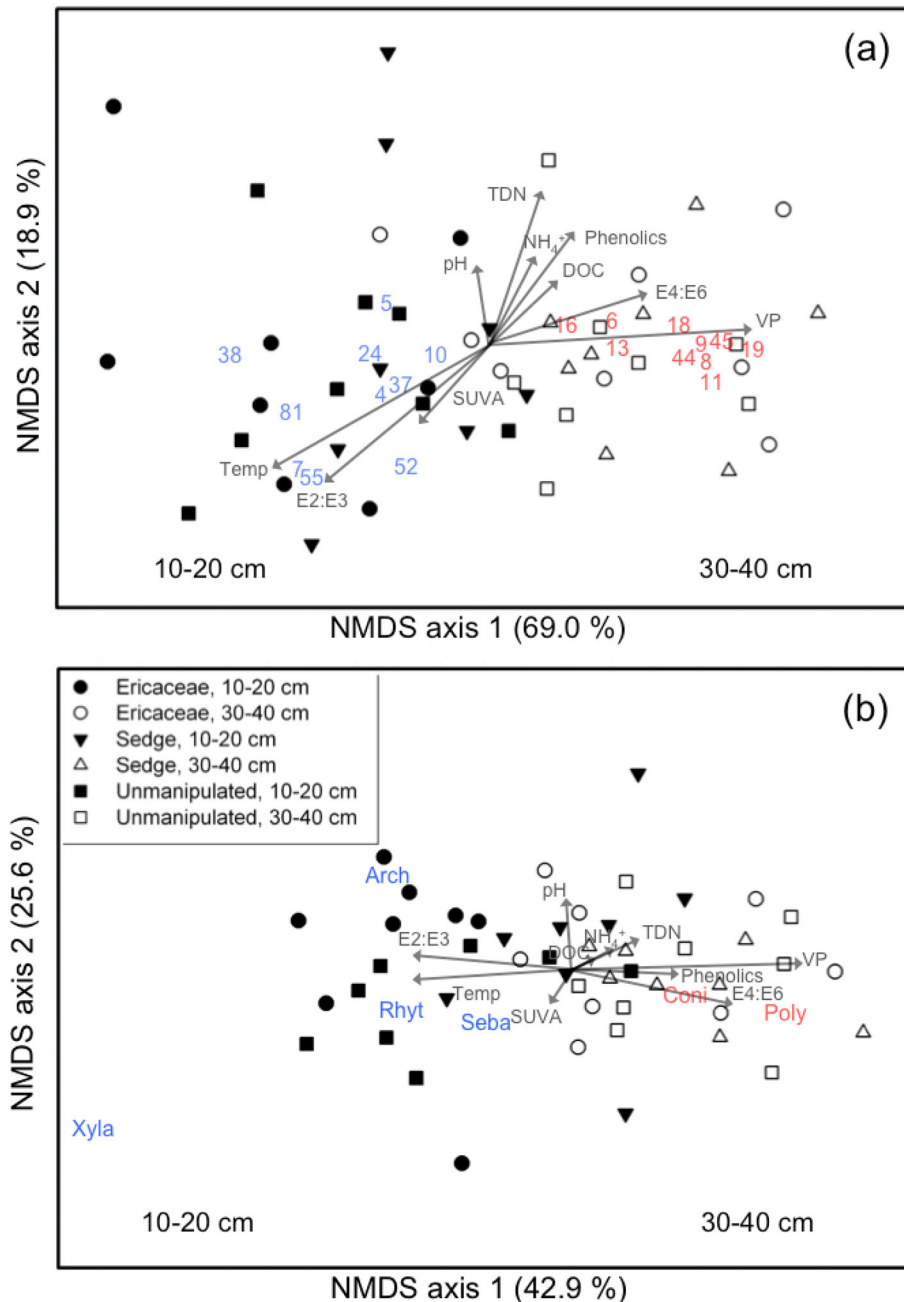 (a)
TDN
NH₄⁺ Phenolics
pH DOC
E4:E6
5
16 6 18 VP
38 24 10 13 9 45 19
44 8
4 37 11
81 SUVA
Temp 7 55 52
E2:E3
10-20 cm 30-40 cm
NMDS axis 2 (18.9 %)
NMDS axis 1 (69.0 %)
(b)
Ericaceae, 10-20 cm
Ericaceae, 30-40 cm
Sedge, 10-20 cm
Sedge, 30-40 cm
Unmanipulated, 10-20 cm
Unmanipulated, 30-40 cm
Arch
pH
E2:E3 NH₄⁺ TDN
DOC VP
Temp Phenolics
Rhyt Seba SUVA Coni E4:E6
Poly
Xyla
10-20 cm 30-40 cm
NMDS axis 2 (25.6 %)
NMDS axis 1 (42.9 %)